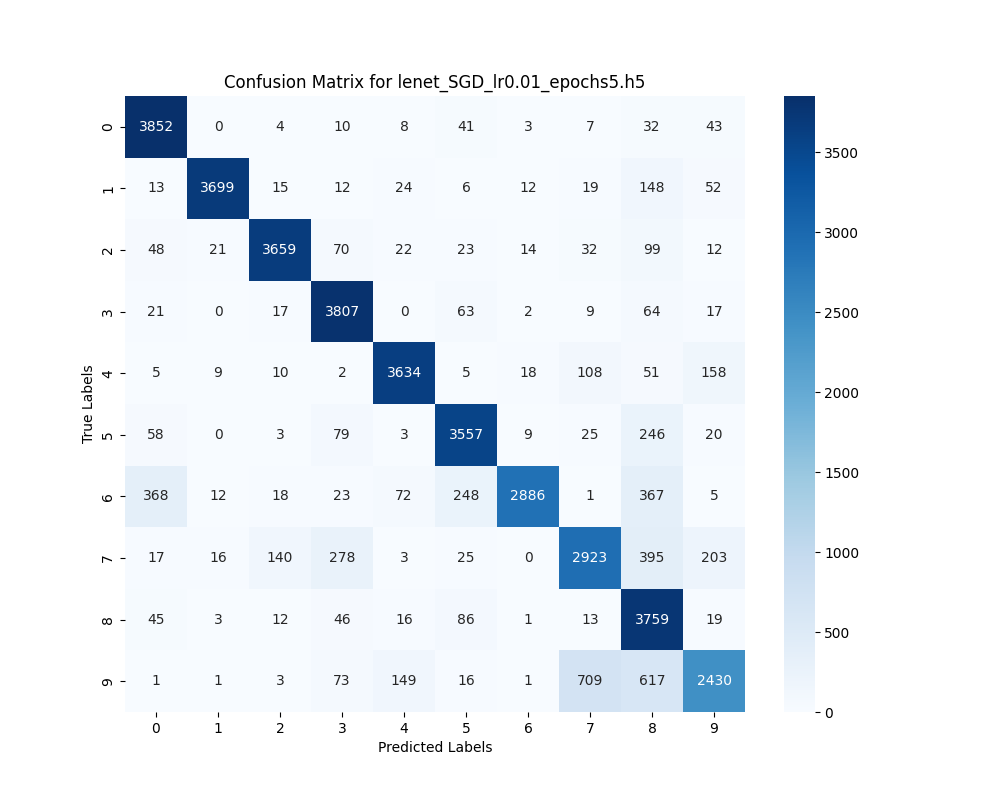 Confusion Matrix for lenet_SGD_lr0.01_epochs5.h5
0 3852 0 4 10 8 41 3 7 32 43
1 13 3699 15 12 24 6 12 19 148 52
2 48 21 3659 70 22 23 14 32 99 12
3 21 0 17 3807 0 63 2 9 64 17
4 5 9 10 2 3634 5 18 108 51 158
5 58 0 3 79 3 3557 9 25 246 20
6 368 12 18 23 72 248 2886 1 367 5
7 17 16 140 278 3 25 0 2923 395 203
8 45 3 12 46 16 86 1 13 3759 19
9 1 1 3 73 149 16 1 709 617 2430
0 1 2 3 4 5 6 7 8 9
Predicted Labels
True Labels
3500
3000
2500
2000
1500
1000
500
0